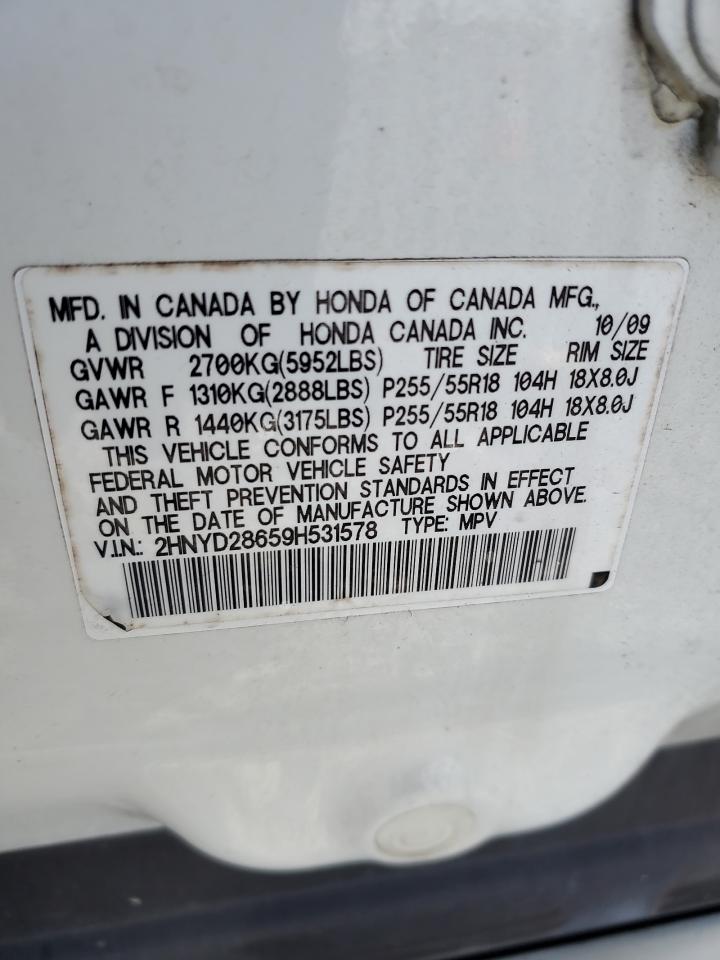 MFD. IN CANADA BY HONDA OF CANADA MFG.,
A DIVISION OF HONDA CANADA INC. 10/09
GVWR 2700KG(5952LBS) TIRE SIZE RIM SIZE
GAWR F 1310KG(2888LBS) P255/55R18 104H 18X8.0J
GAWR R 1440KG(3175LBS) P255/55R18 104H 18X8.0J
THIS VEHICLE CONFORMS TO ALL APPLICABLE
FEDERAL MOTOR VEHICLE SAFETY
AND THEFT PREVENTION STANDARDS IN EFFECT
ON THE DATE OF MANUFACTURE SHOWN ABOVE.
V.I.N.: 2HNYD28659H531578 TYPE: MPV